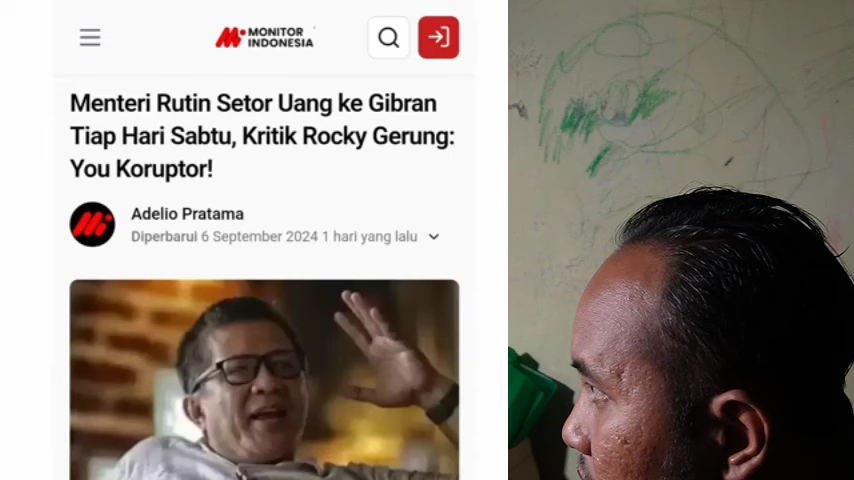 MONITOR
INDONESIA
Menteri Rutin Setor Uang ke Gibran
Tiap Hari Sabtu, Kritik Rocky Gerung:
You Koruptor!
Adelio Pratama
Diperbarui 6 September 2024 1 hari yang lalu